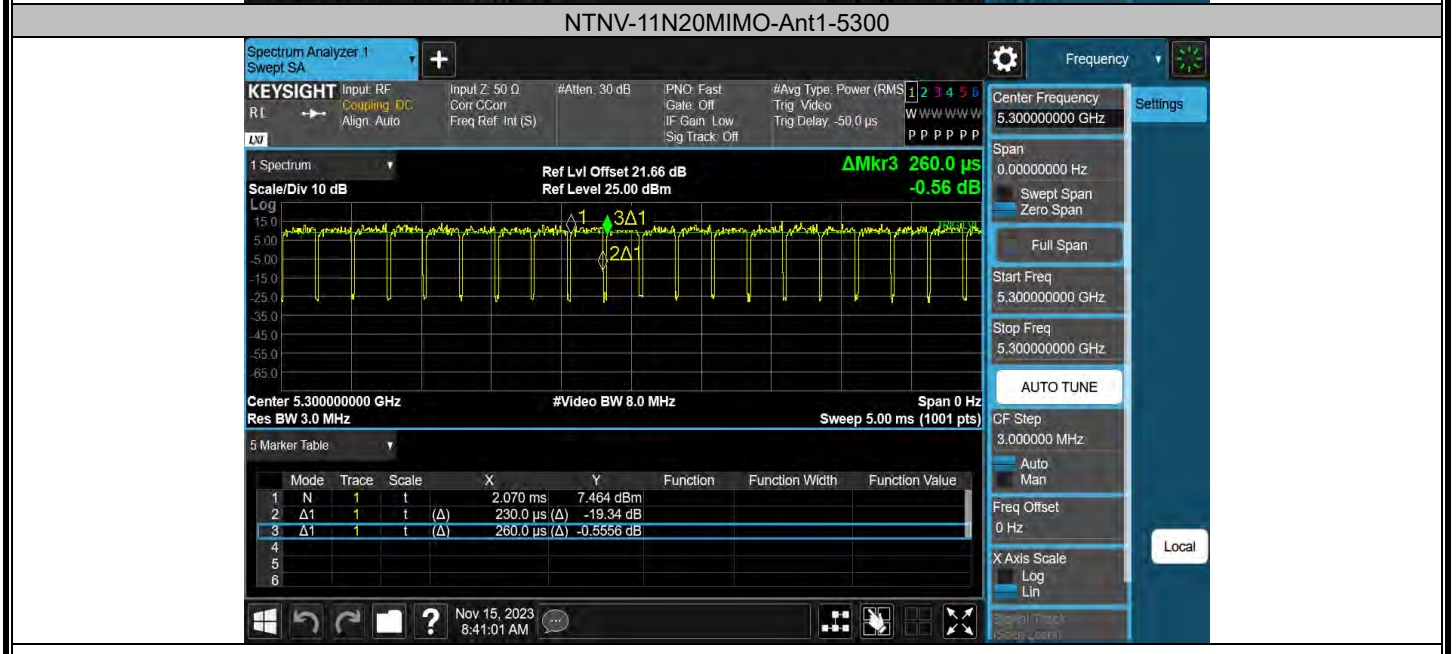 NTNV-11N20MIMO-Ant1-5300
Spectrum Analyzer 1
Swept SA
+
Frequency
KEYSIGHT
RL
LXI
Input: RF
Coupling: DC
Align: Auto
Input Z: 50 Ω
Corr CCorr
Freq Ref: Int (S)
#Atten: 30 dB
PNO: Fast
Gate: Off
IF Gain: Low
Sig Track: Off
#Avg Type: Power (RMS
Trig: Video
Trig Delay: -50.0 µs
1 2 3 4 5 6
W W W W W W
P P P P P P
1 Spectrum
Scale/Div 10 dB
Ref Lvl Offset 21.66 dB
Ref Level 25.00 dBm
ΔMkr3 260.0 µs
-0.56 dB
Log
15.0
5.00
-5.00
-15.0
-25.0
-35.0
-45.0
-55.0
-65.0
1
3Δ1
2Δ1
Center 5.300000000 GHz
Res BW 3.0 MHz
#Video BW 8.0 MHz
Span 0 Hz
Sweep 5.00 ms (1001 pts)
5 Marker Table
Mode Trace Scale X Y Function Function Width Function Value
1 N 1 t 2.070 ms 7.464 dBm
2 Δ1 1 t (Δ) 230.0 µs (Δ) -19.34 dB
3 Δ1 1 t (Δ) 260.0 µs (Δ) -0.5556 dB
4
5
6
Center Frequency
5.300000000 GHz
Settings
Span
0.00000000 Hz
Swept Span
Zero Span
Full Span
Start Freq
5.300000000 GHz
Stop Freq
5.300000000 GHz
AUTO TUNE
CF Step
3.000000 MHz
Auto
Man
Freq Offset
0 Hz
X Axis Scale
Log
Lin
Local
?
Nov 15, 2023
8:41:01 AM